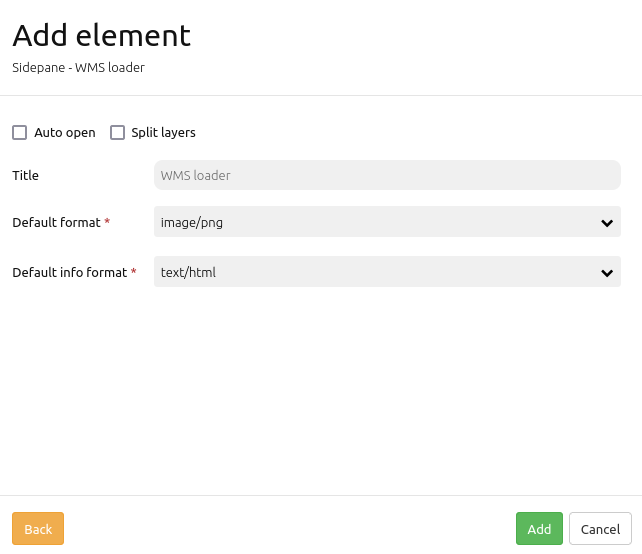 Add element
Sidepane - WMS loader
Auto open Split layers
Title WMS loader
Default format * image/png
Default info format * text/html
Back Add Cancel